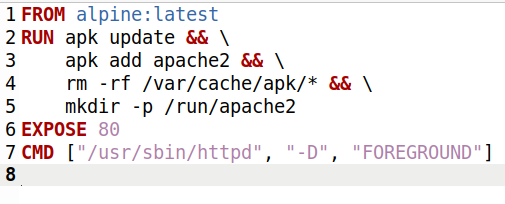 1 FROM alpine:latest
2 RUN apk update && \
3     apk add apache2 && \
4     rm -rf /var/cache/apk/* && \
5     mkdir -p /run/apache2
6 EXPOSE 80
7 CMD ["/usr/sbin/httpd", "-D", "FOREGROUND"]
8